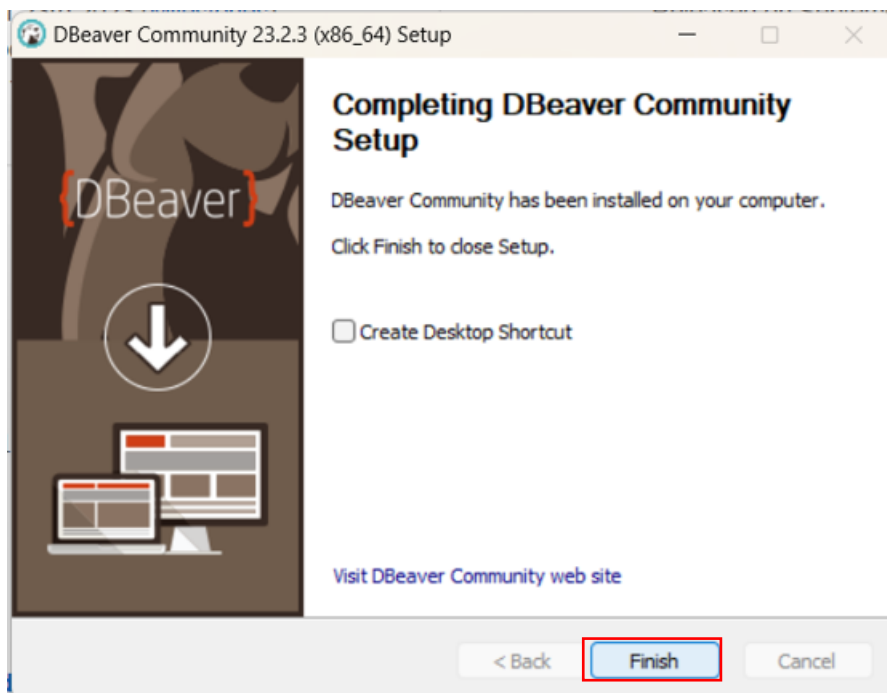 DBeaver Community 23.2.3 (x86_64) Setup
{DBeaver}
Completing DBeaver Community
Setup
DBeaver Community has been installed on your computer.
Click Finish to close Setup.
Create Desktop Shortcut
Visit DBeaver Community web site
< Back
Finish
Cancel